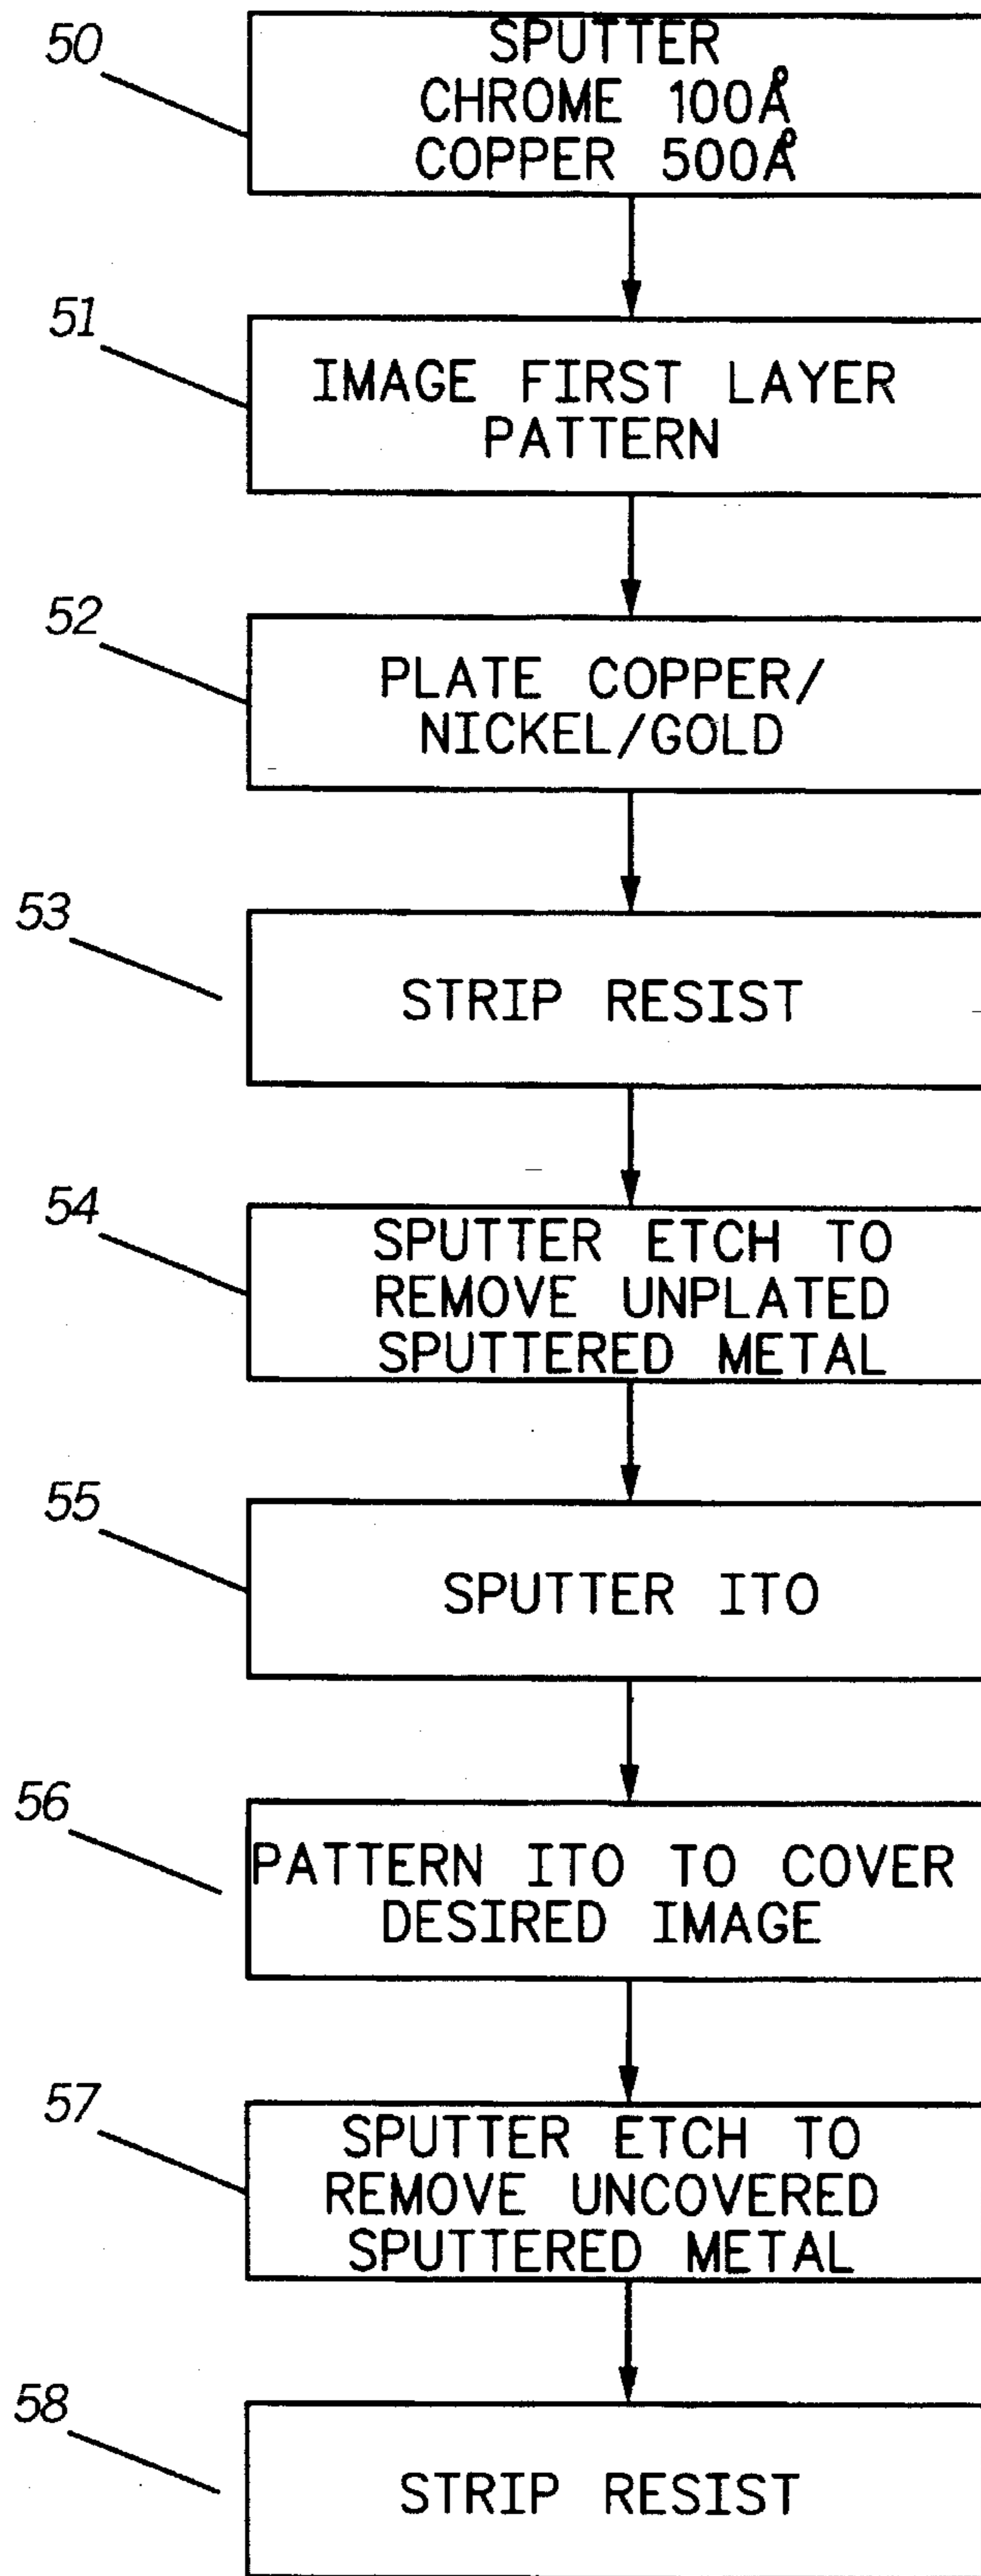 50
SPUTTER
CHROME 100Å
COPPER 500Å
51
IMAGE FIRST LAYER
PATTERN
52
PLATE COPPER/
NICKEL/GOLD
53
STRIP RESIST
54
SPUTTER ETCH TO
REMOVE UNPLATED
SPUTTERED METAL
55
SPUTTER ITO
56
PATTERN ITO TO COVER
DESIRED IMAGE
57
SPUTTER ETCH TO
REMOVE UNCOVERED
SPUTTERED METAL
58
STRIP RESIST